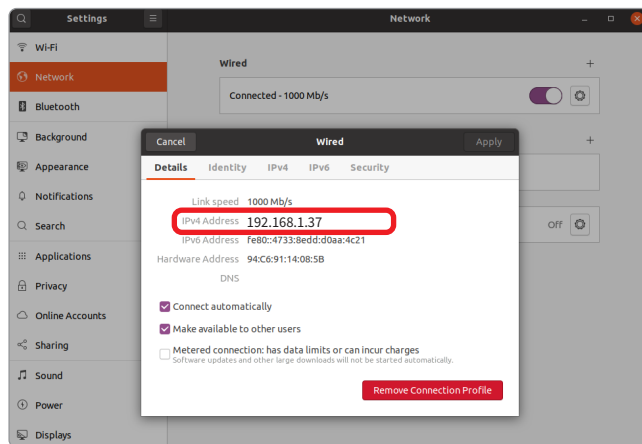 Settings
Network
Wi-Fi
Network
Bluetooth
Background
Appearance
Notifications
Search
Applications
Privacy
Online Accounts
Sharing
Sound
Power
Displays
Wired
Connected - 1000 Mb/s
Off
Cancel
Wired
Apply
Details Identity IPv4 IPv6 Security
Link speed 1000 Mb/s
IPv4 Address 192.168.1.37
IPv6 Address fe80::4733:8edd:d0aa:4c21
Hardware Address 94:C6:91:14:08:5B
DNS
Connect automatically
Make available to other users
Metered connection: has data limits or can incur charges
Software updates and other large downloads will not be started automatically.
Remove Connection Profile